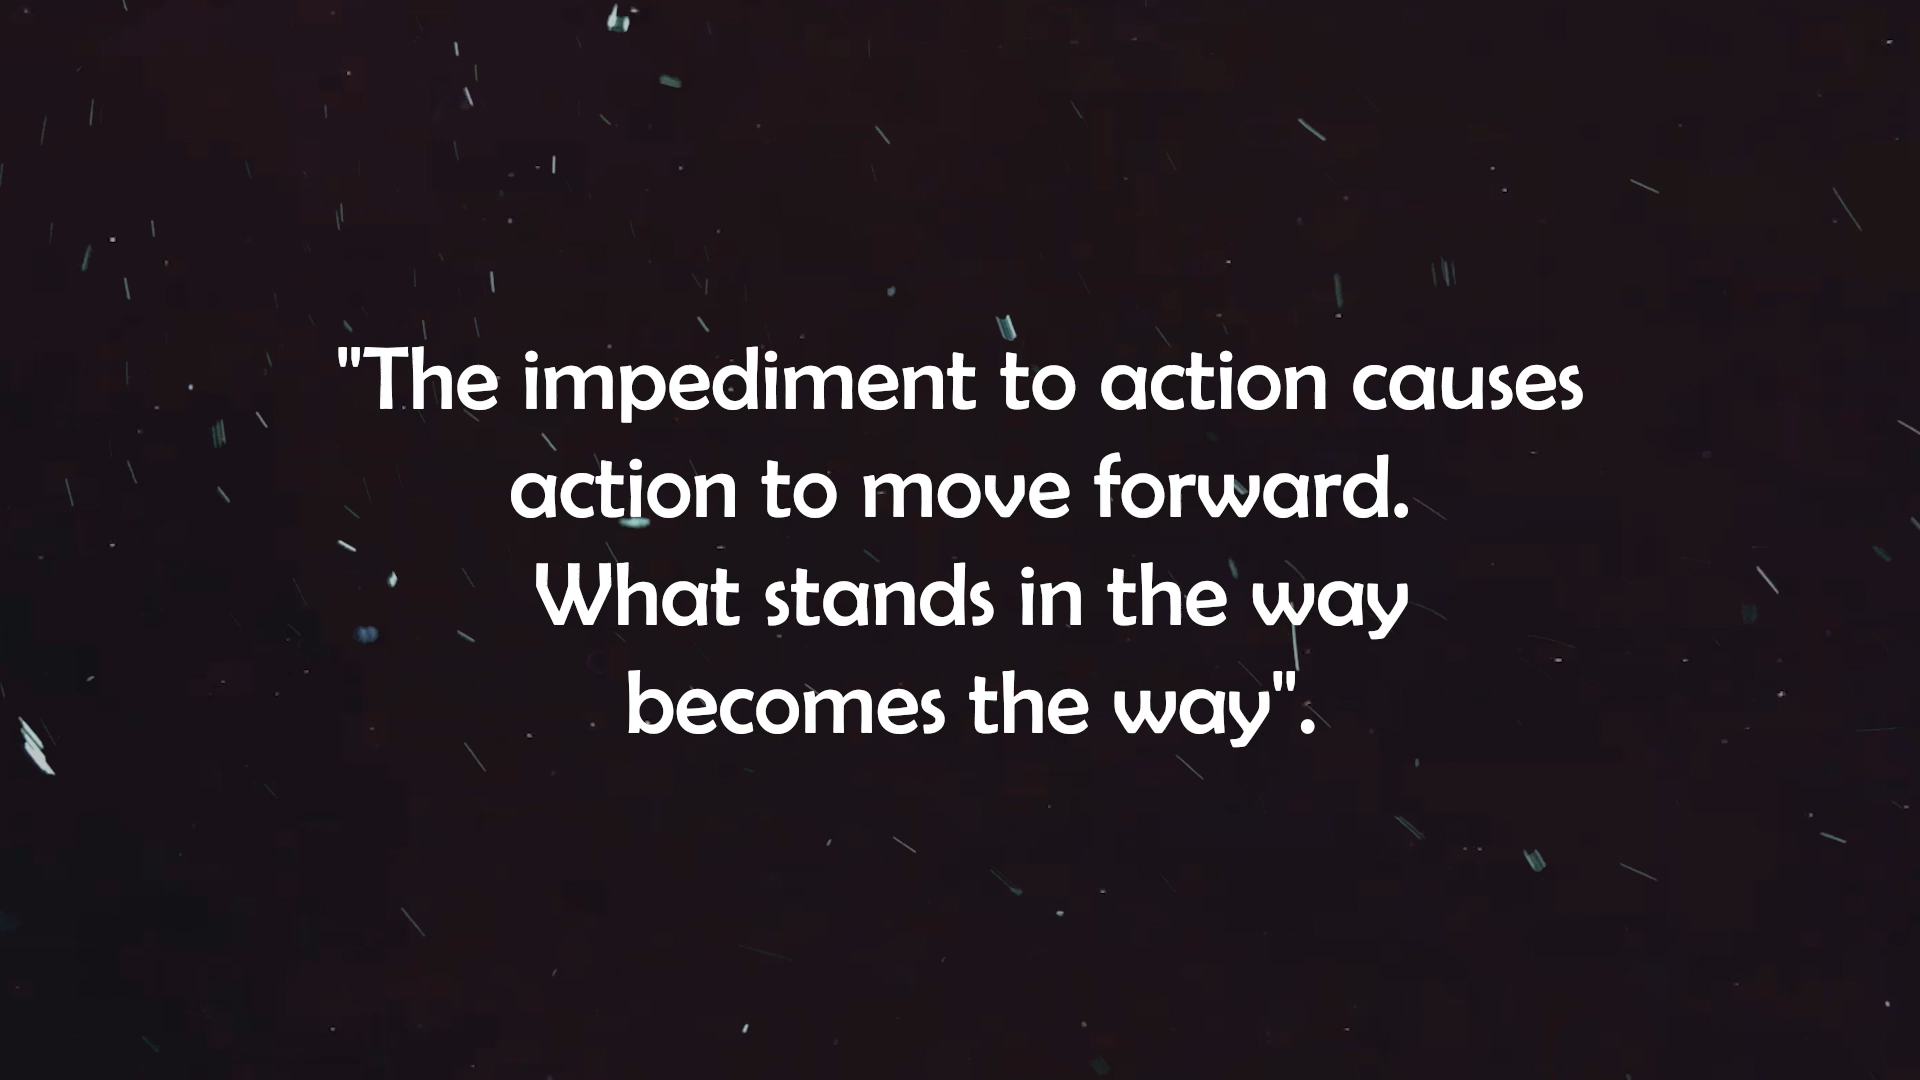 "The impediment to action causes
action to move forward.
What stands in the way
becomes the way".